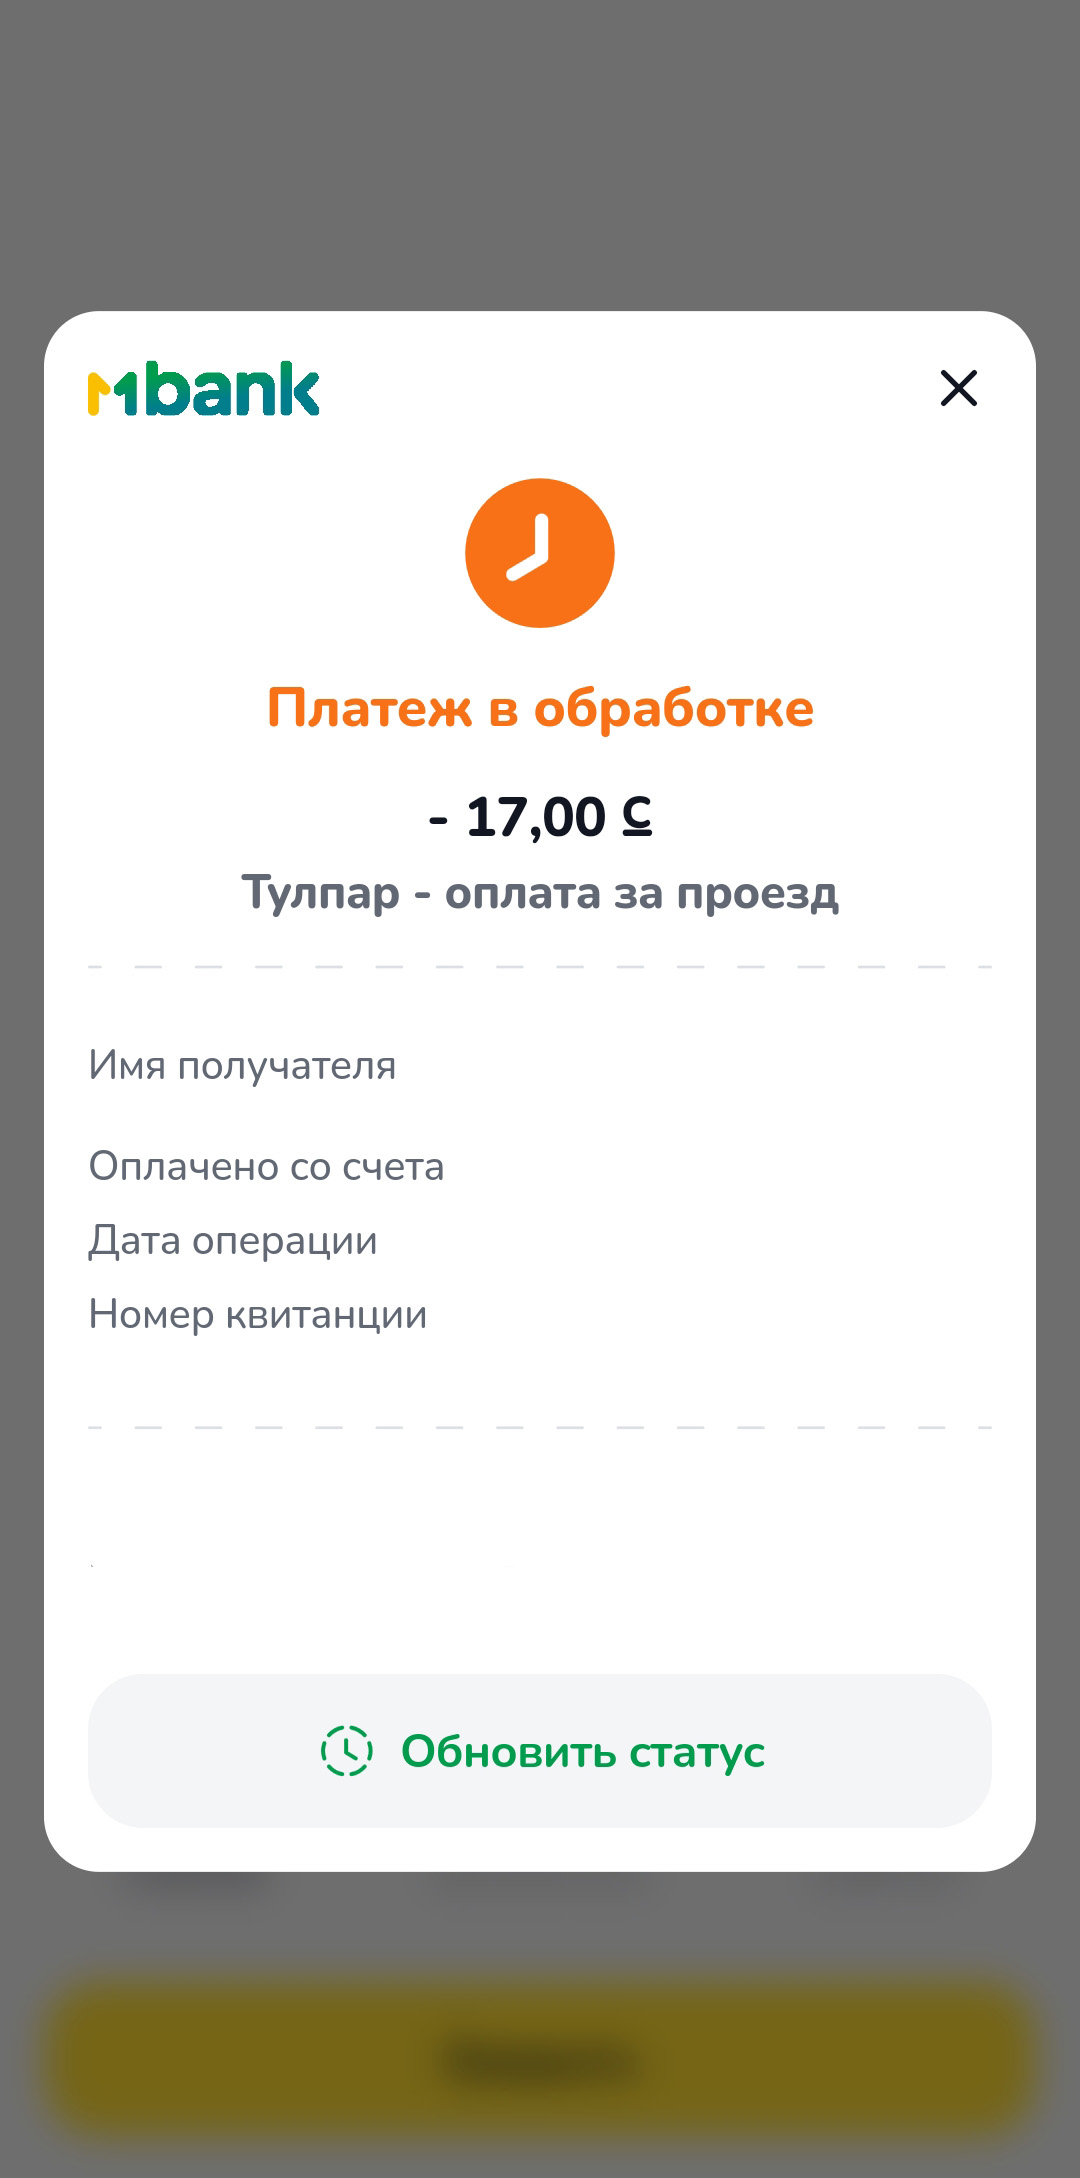 Mbank
Платеж в обработке
- 17,00 С
Тулпар - оплата за проезд
Имя получателя
Оплачено со счета
Дата операции
Номер квитанции
Обновить статус